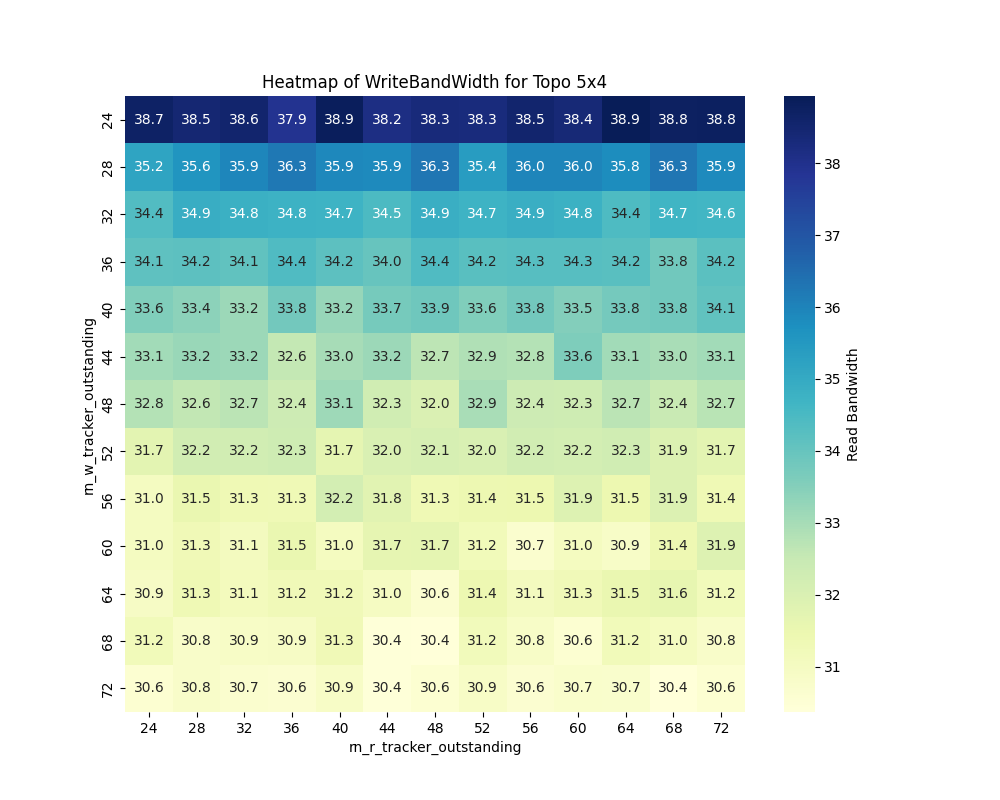 Heatmap of WriteBandWidth for Topo 5x4
24 38.7 38.5 38.6 37.9 38.9 38.2 38.3 38.3 38.5 38.4 38.9 38.8 38.8
28 35.2 35.6 35.9 36.3 35.9 35.9 36.3 35.4 36.0 36.0 35.8 36.3 35.9
32 34.4 34.9 34.8 34.8 34.7 34.5 34.9 34.7 34.9 34.8 34.4 34.7 34.6
36 34.1 34.2 34.1 34.4 34.2 34.0 34.4 34.2 34.3 34.3 34.2 33.8 34.2
40 33.6 33.4 33.2 33.8 33.2 33.7 33.9 33.6 33.8 33.5 33.8 33.8 34.1
44 33.1 33.2 33.2 32.6 33.0 33.2 32.7 32.9 32.8 33.6 33.1 33.0 33.1
48 32.8 32.6 32.7 32.4 33.1 32.3 32.0 32.9 32.4 32.3 32.7 32.4 32.7
52 31.7 32.2 32.2 32.3 31.7 32.0 32.1 32.0 32.2 32.2 32.3 31.9 31.7
56 31.0 31.5 31.3 31.3 32.2 31.8 31.3 31.4 31.5 31.9 31.5 31.9 31.4
60 31.0 31.3 31.1 31.5 31.0 31.7 31.7 31.2 30.7 31.0 30.9 31.4 31.9
64 30.9 31.3 31.1 31.2 31.2 31.0 30.6 31.4 31.1 31.3 31.5 31.6 31.2
68 31.2 30.8 30.9 30.9 31.3 30.4 30.4 31.2 30.8 30.6 31.2 31.0 30.8
72 30.6 30.8 30.7 30.6 30.9 30.4 30.6 30.9 30.6 30.7 30.7 30.4 30.6
24 28 32 36 40 44 48 52 56 60 64 68 72
rn_r_tracker_outstanding
rn_w_tracker_outstanding
38
37
36
35
34
33
32
31
Read Bandwidth